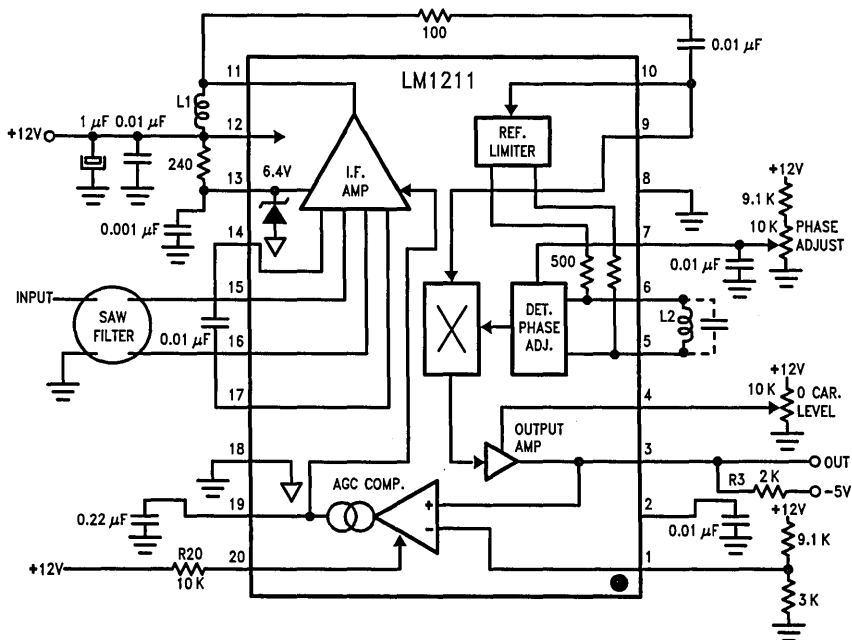 100
0.01 µF
11
LM1211
10
L1
1 µF 0.01 µF
+12V
12
REF.
LIMITER
9
+12V
240
6.4V
I.F.
AMP
9.1 K
13
8
10 K
PHASE
ADJUST
0.001 µF
14
7
500
0.01 µF
INPUT
15
6
SAW
FILTER
DET.
PHASE
ADJ.
L2
0.01 µF
16
5
+12V
17
4
10K
0 CAR.
LEVEL
OUTPUT
AMP
18
3
OUT
AGC COMP.
R3
2 K
-5V
19
+
2
+12V
0.22 µF
-
0.01 µF
9.1 K
R20
20
1
+12V
10 K
3 K